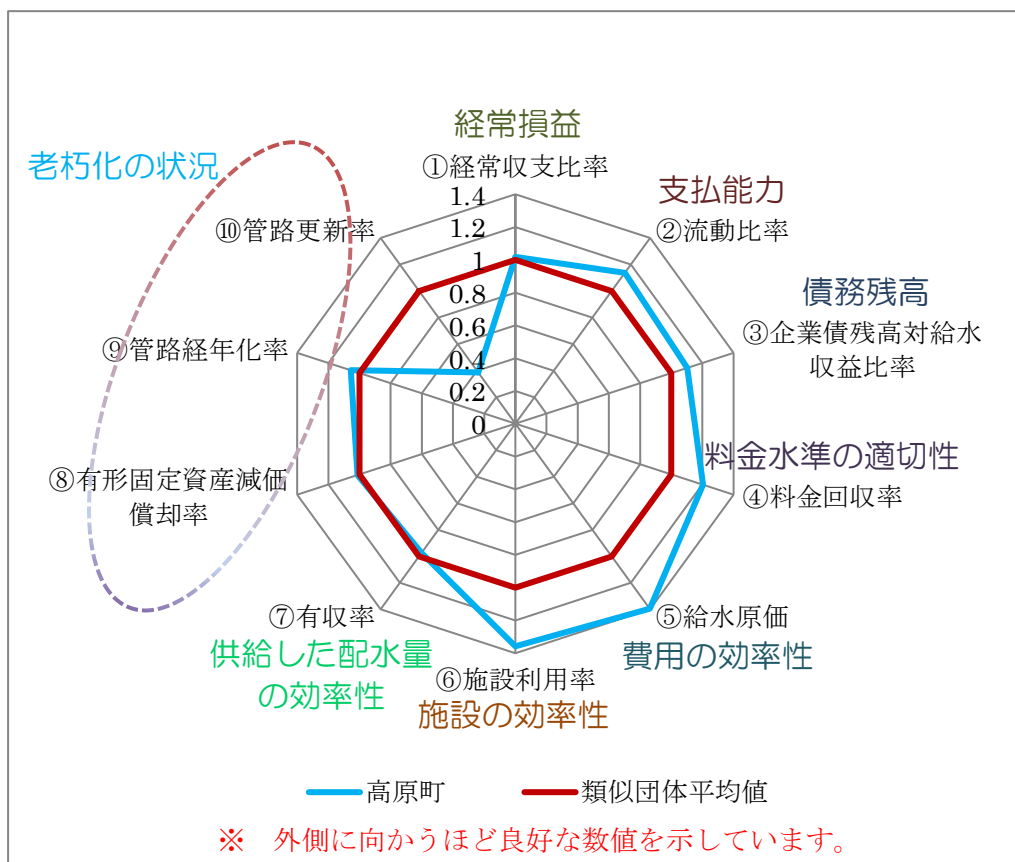 経常損益
①経常収支比率
老朽化の状況
支払能力
②流動比率
⑩管路更新率
1.4
1.2
1
0.8
0.6
0.4
0.2
0
債務残高
③企業債残高対給水
収益比率
⑨管路経年化率
料金水準の適切性
④料金回収率
⑧有形固定資産減価
償却率
⑤給水原価
費用の効率性
⑦有収率
供給した配水量
の効率性
⑥施設利用率
施設の効率性
高原町
類似団体平均値
※ 外側に向かうほど良好な数値を示しています。